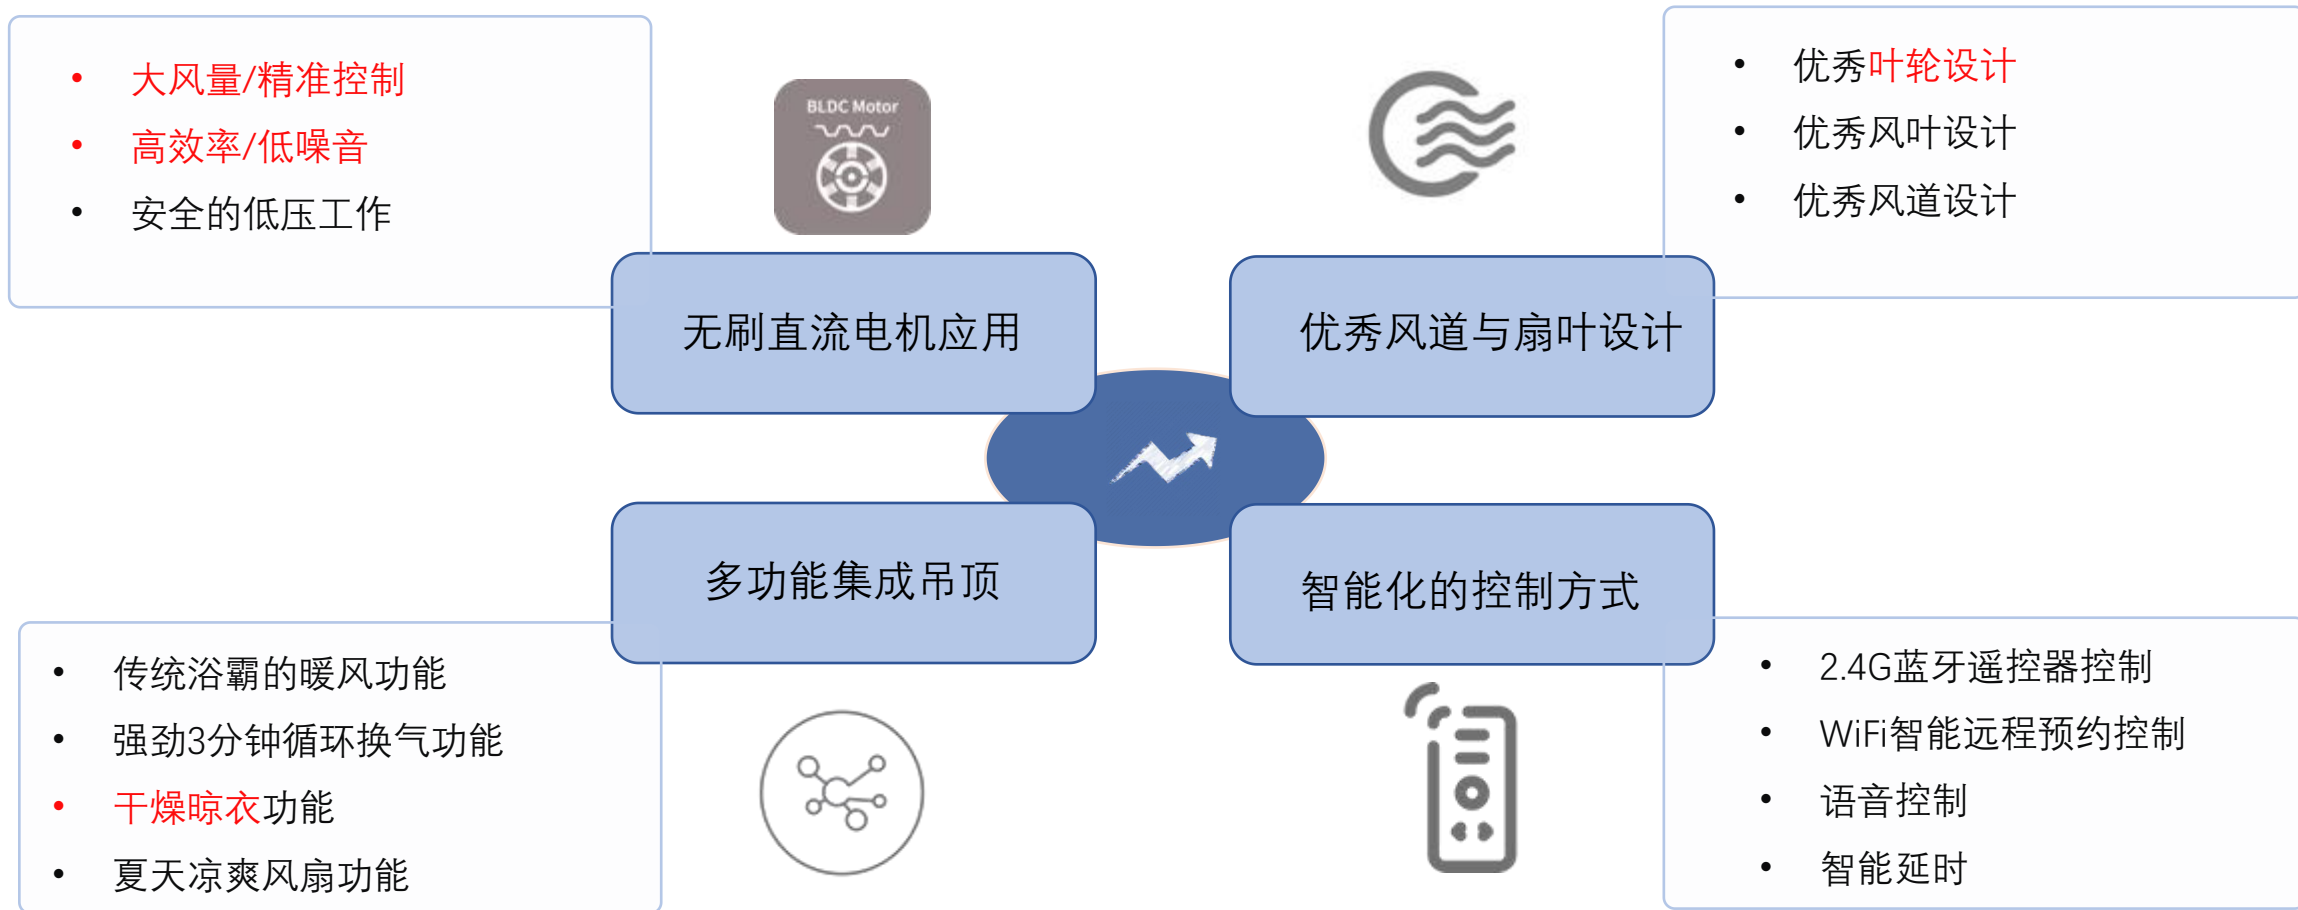 大风量/精准控制
高效率/低噪音
安全的低压工作
BLDC Motor
无刷直流电机应用
优秀叶轮设计
优秀风叶设计
优秀风道设计
优秀风道与扇叶设计
多功能集成吊顶
传统浴霸的暖风功能
强劲3分钟循环换气功能
干燥晾衣功能
夏天凉爽风扇功能
智能化的控制方式
2.4G蓝牙遥控器控制
WiFi智能远程预约控制
语音控制
智能延时